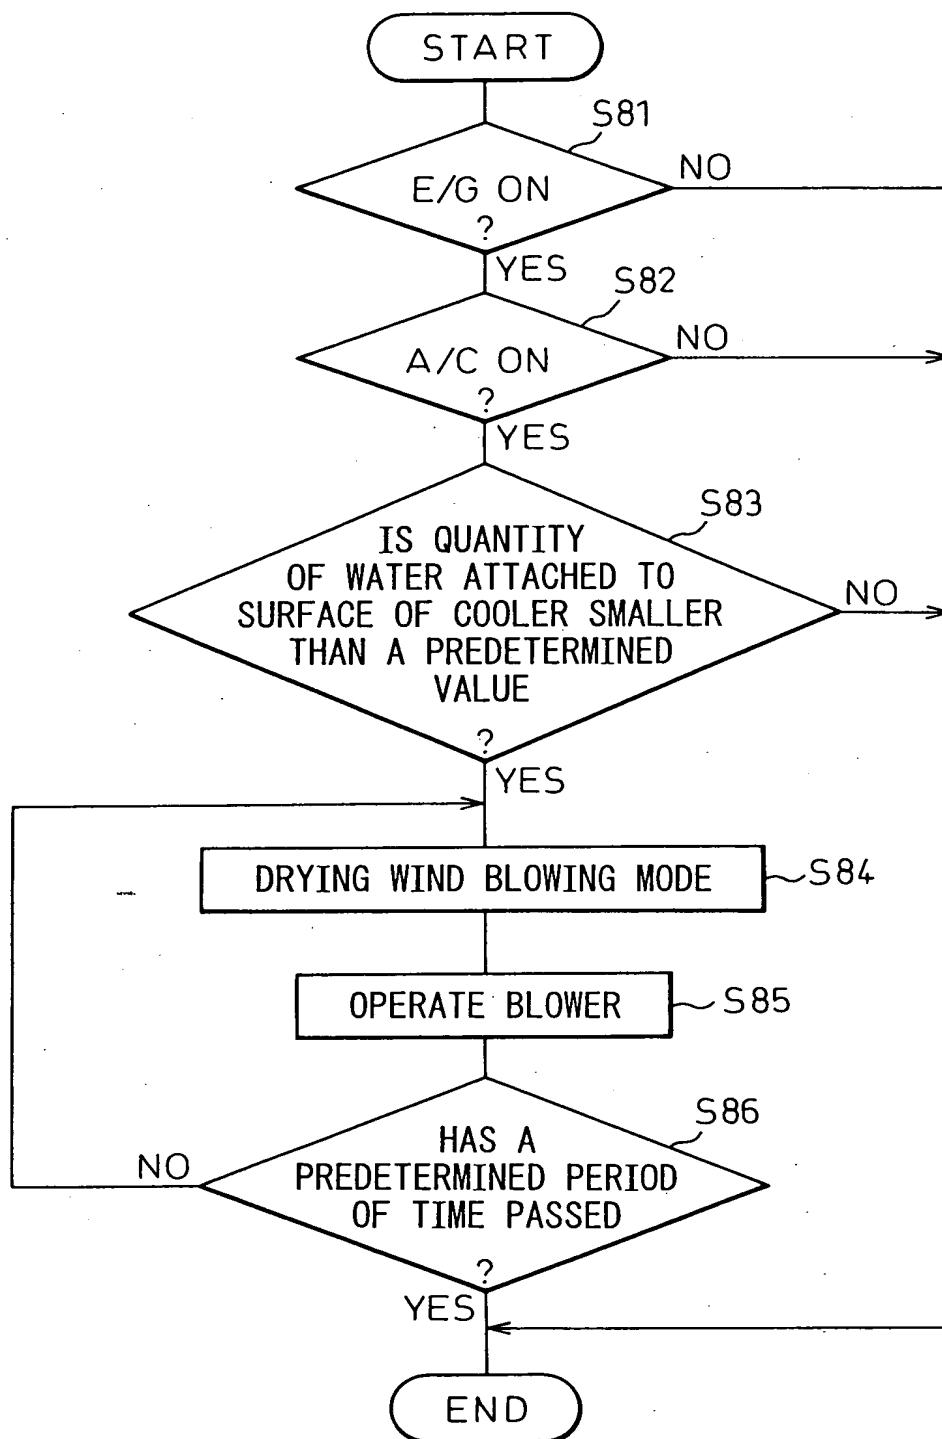 START
S81
E/G ON
?
NO
YES
S82
A/C ON
?
NO
YES
S83
IS QUANTITY
OF WATER ATTACHED TO
SURFACE OF COOLER SMALLER
THAN A PREDETERMINED
VALUE
?
NO
YES
DRYING WIND BLOWING MODE
S84
OPERATE BLOWER
S85
S86
HAS A
PREDETERMINED PERIOD
OF TIME PASSED
?
NO
YES
END